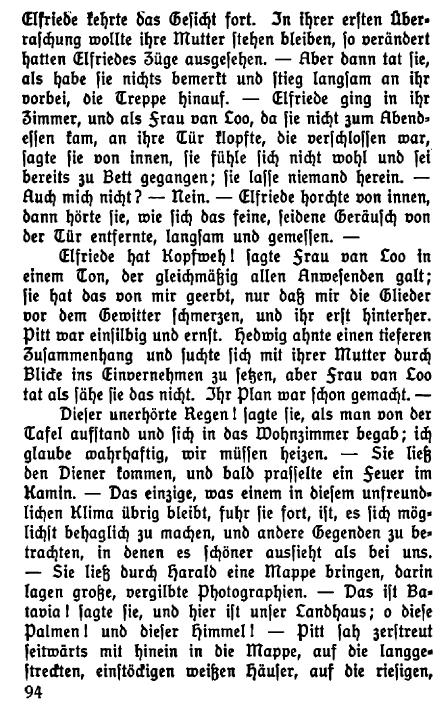 Elfriede kehrte das Gesicht fort. In ihrer ersten Über-
raschung wollte ihre Mutter stehen bleiben, so verändert
hatten Elfriedes Züge ausgesehen. — Aber dann tat sie,
als habe sie nichts bemerkt und stieg langsam an ihr
vorbei, die Treppe hinauf. — Elfriede ging in ihr
Zimmer, und als Frau van Loo, da sie nicht zum Abend-
essen kam, an ihre Tür klopfte, die verschlossen war,
sagte sie von innen, sie fühle sich nicht wohl und sei
bereits zu Bett gegangen; sie lasse niemand herein. —
Auch mich nicht? — Nein. — Elfriede horchte von innen,
dann hörte sie, wie sich das feine, seidene Geräusch von
der Tür entfernte, langsam und gemessen. —
Elfriede hat Kopfweh! sagte Frau van Loo in
einem Ton, der gleichmäßig allen Anwesenden galt;
sie hat das von mir geerbt, nur daß mir die Glieder
vor dem Gewitter schmerzen, und ihr erst hinterher.
Pitt war einsilbig und ernst. Hedwig ahnte einen tieferen
Zusammenhang und suchte sich mit ihrer Mutter durch
Blicke ins Einvernehmen zu setzen, aber Frau van Loo
tat als sähe sie das nicht. Ihr Plan war schon gemacht. —
Dieser unerhörte Regen! sagte sie, als man von der
Tafel aufstand und sich in das Wohnzimmer begab; ich
glaube wahrhaftig, wir müssen heizen. — Sie ließ
den Diener kommen, und bald prasselte ein Feuer im
Kamin. — Das einzige, was einem in diesem unfreund-
lichen Klima übrig bleibt, fuhr sie fort, ist, es sich mög-
lichst behaglich zu machen, und andere Gegenden zu be-
trachten, in denen es schöner aussieht als bei uns.
— Sie ließ durch Harald eine Mappe bringen, darin
lagen große, vergilbte Photographien. — Das ist Ba-
tavia! sagte sie, und hier ist unser Landhaus; o diese
Palmen! und dieser Himmel! — Pitt sah zerstreut
seitwärts mit hinein in die Mappe, auf die langge-
streckten, einstöckigen weißen Häuser, auf die riesigen,
94